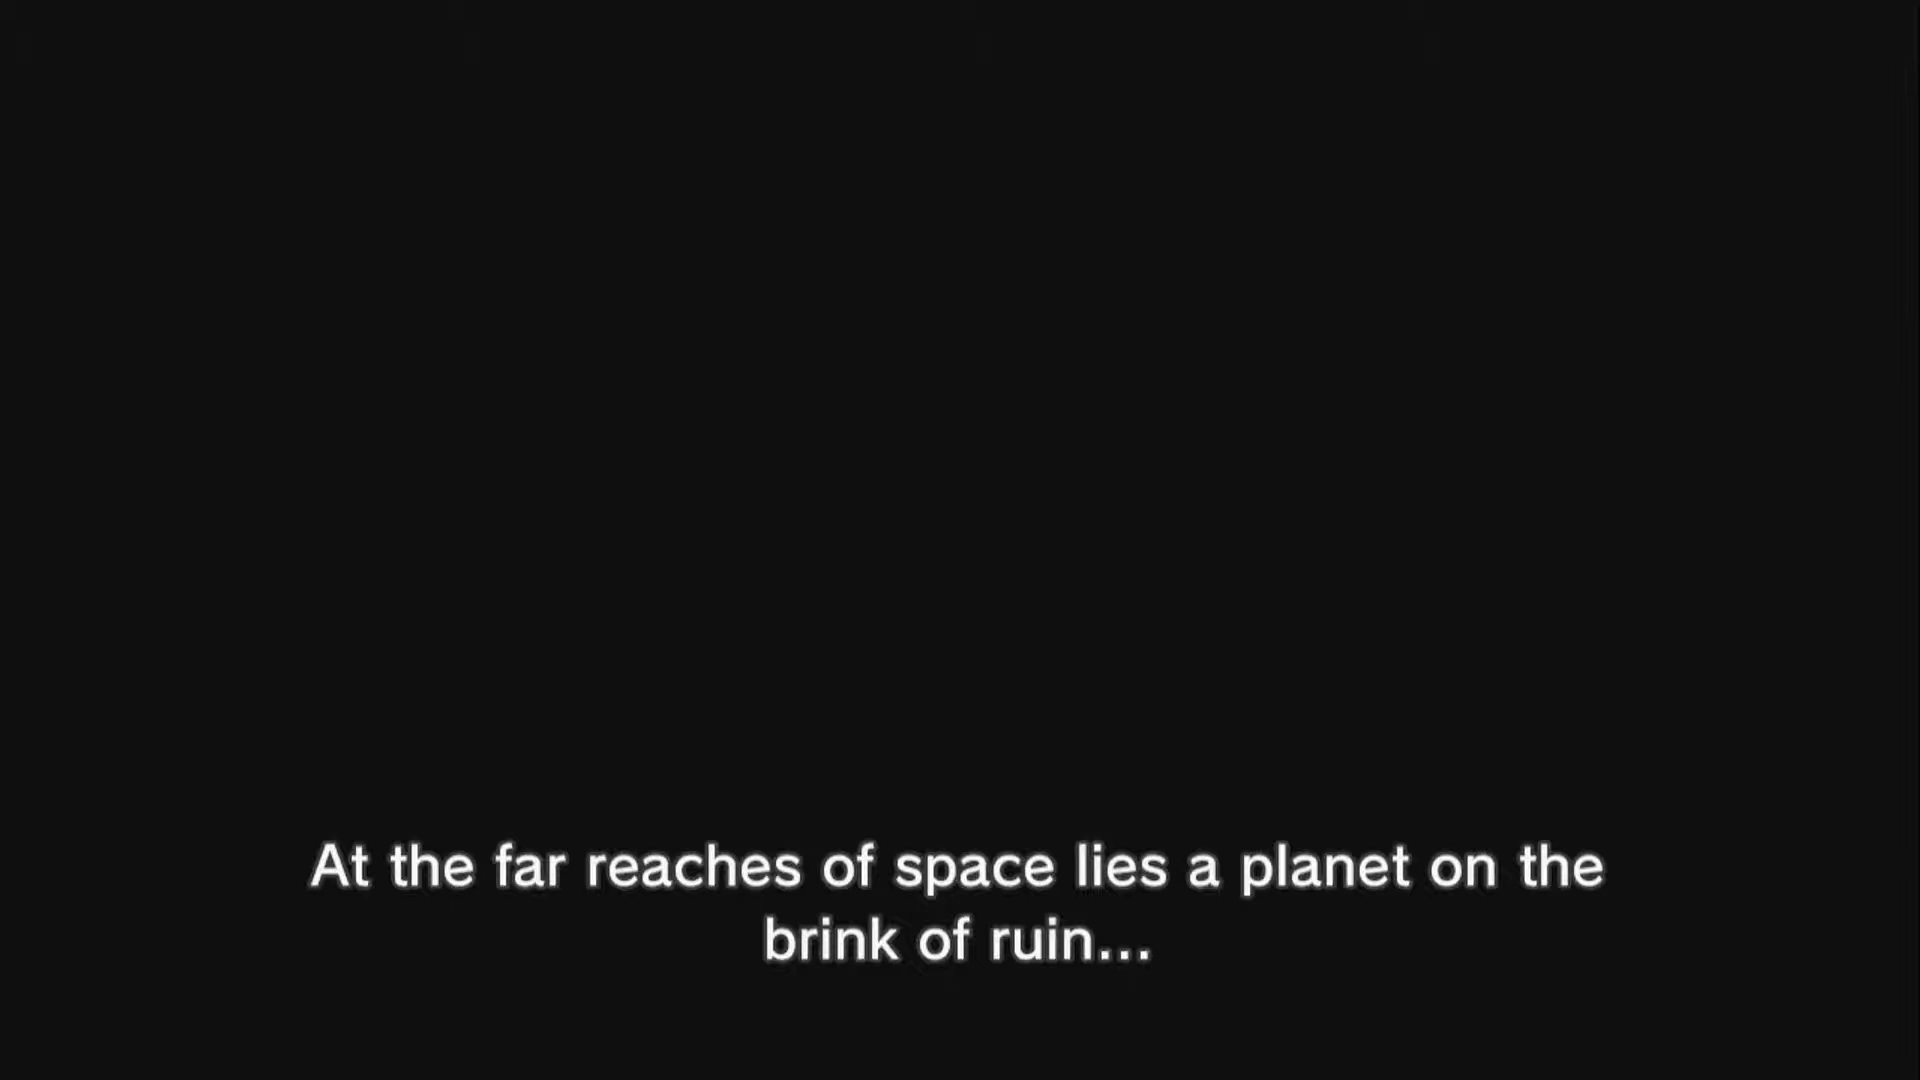 At the far reaches of space lies a planet on the
brink of ruin...